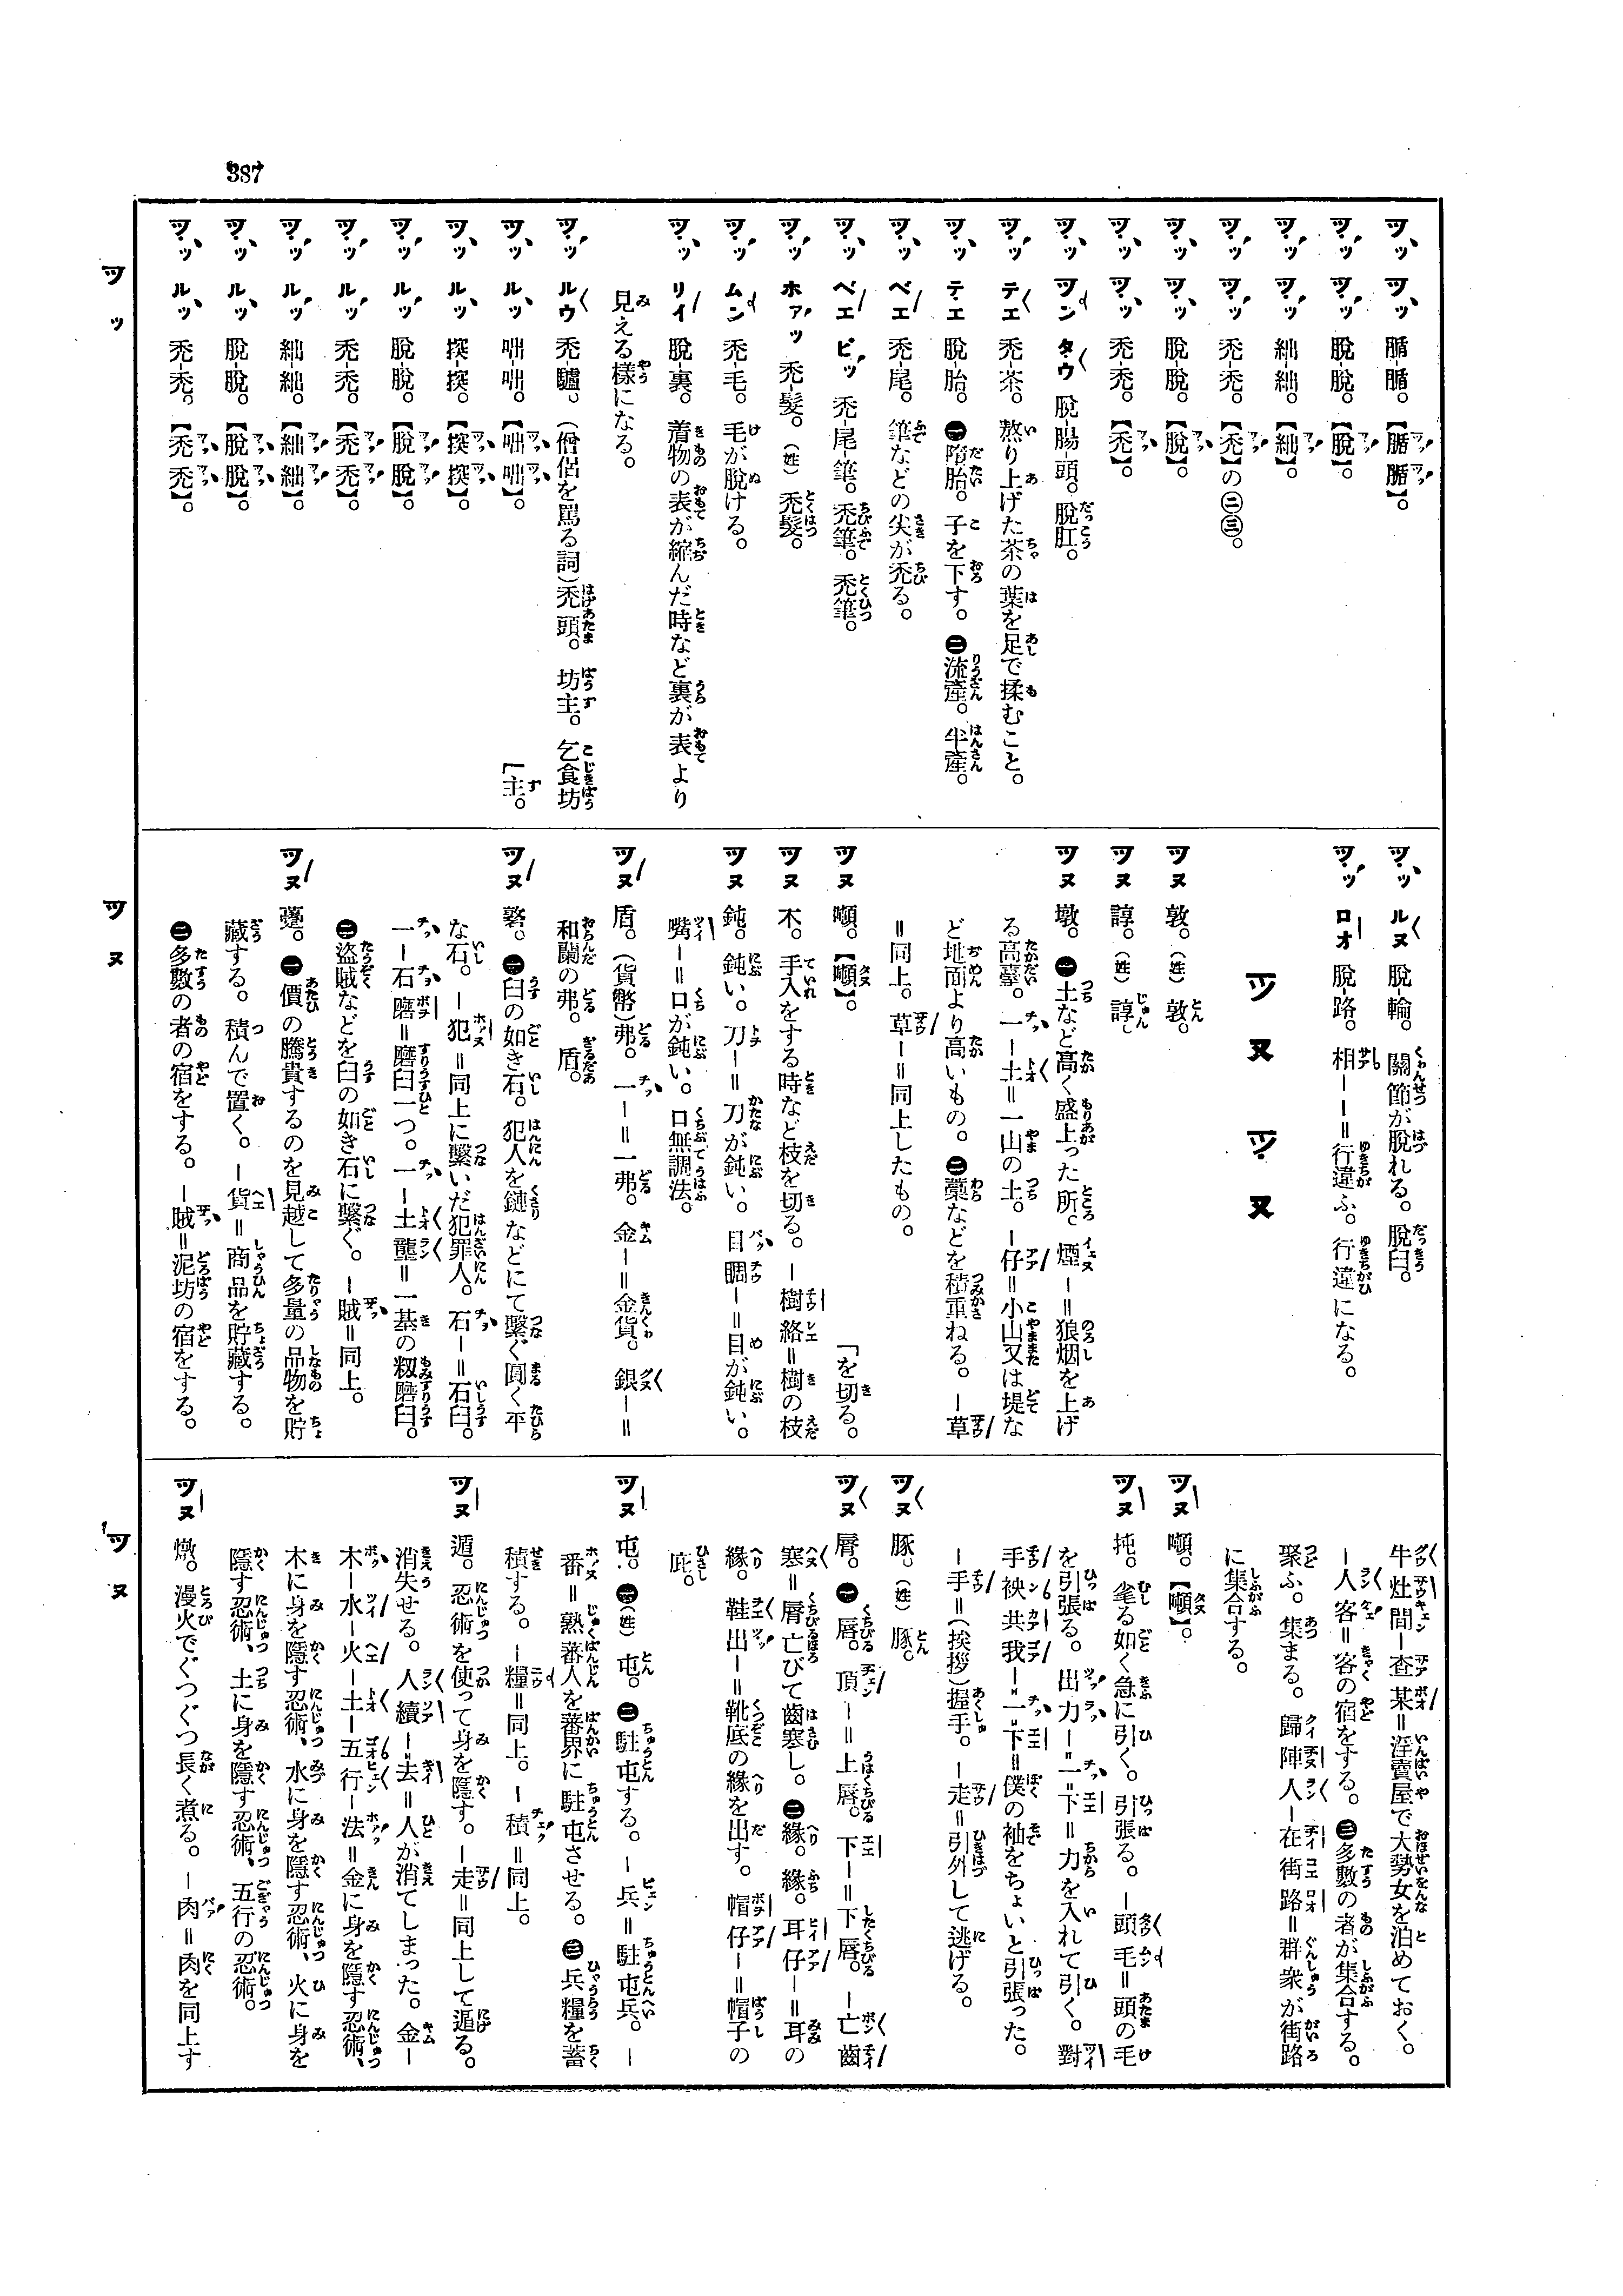 387
ツッ ツッ 腯-腯。【腯腯】。
ツッ ツッ 脫-脫。【脫】。
ツッ ツッ 絀-絀。【絀】。
ツッ ツッ 禿-禿。【禿】の㊁㊂。
ツッ ツッ 脫-脫。【脫】。
ツッ ツッ 禿-禿。【禿】。
ツッ ツン タウ 脫-腸-頭。脫肛。
ツッ テエ 禿-茶。熬り上げた茶の葉を足で揉むこと。
ツッ テエ 脫-胎。㊀墮胎。子を下す。㊁流產。半產。
ツッ ベエ 禿-尾。筆などの尖が禿る。
ツッ ベエ ピッ 禿-尾-筆。禿筆。禿筆。
ツッ ホァッ 禿-髮。(姓)禿髮。
ツッ ムン 禿-毛。毛が脫ける。
ツッ リイ 脫-裏。着物の表が縮んだ時など裏が表より
見える樣になる。
ツッ ルウ 禿-驢。(僧侶を罵る詞)禿頭。坊主。乞食坊
「主。
ツッ ルッ 咄-咄。【咄咄】。
ツッ ルッ 揬-揬。【揬揬】。
ツッ ルッ 脫-脫。【脫脫】。
ツッ ルッ 禿-禿。【禿禿】。
ツッ ルッ 絀-絀。【絀絀】。
ツッ ルッ 脫-脫。【脫脫】。
ツッ ルッ 禿-禿。【禿禿】。
ツッ
ツッ ルヌ 脫-輪。關節が脫れる。脫臼。
ツッ ロオ 脫-路。相ーー=行違ふ。行違になる。
ツヌ ツヌ
ツヌ 敦。(姓)敦。
ツヌ 諄。(姓)諄。
ツヌ 墩。㊀土など高く盛上つた所。煙ー=狼烟を上げ
る高臺。一ー土=一山の土。ー仔=小山又は堤な
ど地面より高いもの。㊁藁などを積重ねる。ー草
=同上。草ー=同上したもの。
ツヌ 噸。【噸】。
ツヌ 木。手入をする時など枝を切る。ー樹絡=樹の枝
「を切る。
ツヌ 鈍。鈍い。刀ー=刀が鈍い。目睭ー=目が鈍い。
嘴ー=口が鈍い。口無調法。
ツヌ 盾。(貨幣)弗。一ー=一弗。金ー=金貨。銀ー=
和蘭の弗。盾。
ツヌ ㊀臼の如き石。犯人を鏈などにて繫ぐ圓く平
な石。ー犯=同上に繫いだ犯罪人。石ー=石臼。
一ー石磨=磨臼一つ。一ー土礱=一基の籾磨臼。
㊁盜賊などを臼の如き石に繫ぐ。ー賊=同上。
ツヌ 躉。㊀價の騰貴するのを見越して多量の品物を貯
藏する。積んで置く。ー貨=商品を貯藏する。
㊁多數の者の宿をする。ー賊=泥坊の宿をする。
ツヌ
牛灶間ー查某=淫賣屋で大勢女を泊めておく。
ー人客=客の宿をする。㊂多數の者が集合する。
聚ふ。集まる。歸陣人ー在街路=群衆が街路
に集合する。
ツヌ 噸。【噸】。
ツヌ 扽。毟る如く急に引く。引張る。ー頭毛=頭の毛
を引張る。出力ー"一"下=力を入れて引く。對
手䘼共我ー"一"下=僕の袖をちよいと引張つた。
ー手=(挨拶)握手。ー走=引外して逃げる。
ツヌ 豚。(姓)豚。
ツヌ 脣。㊀脣。頂ー=上脣。下ー=下脣。ー亡齒
寒=脣亡びて齒寒し。㊁緣。緣。耳仔ー=耳の
緣。鞋出ー=靴底の緣を出す。帽仔ー=帽子の
庇。
ツヌ 屯。㊀(姓)屯。㊁駐屯する。ー兵=駐屯兵。ー
番=熟蕃人を蕃界に駐屯させる。㊂兵糧を蓄
積する。ー糧=同上。ー積=同上。
ツヌ 遁。忍術を使つて身を隱す。ー走=同上して遁る。
消失せる。人續ー"去=人が消てしまつた。金ー
木ー水ー火ー土ー五行ー法=金に身を隱す忍術、
木に身を隱す忍術、水に身を隱す忍術、火に身を
隱す忍術、土に身を隱す忍術、五行の忍術。
ツヌ 燉。漫火でぐつぐつ長く煮る。ー肉=肉を同上す
ツヌ